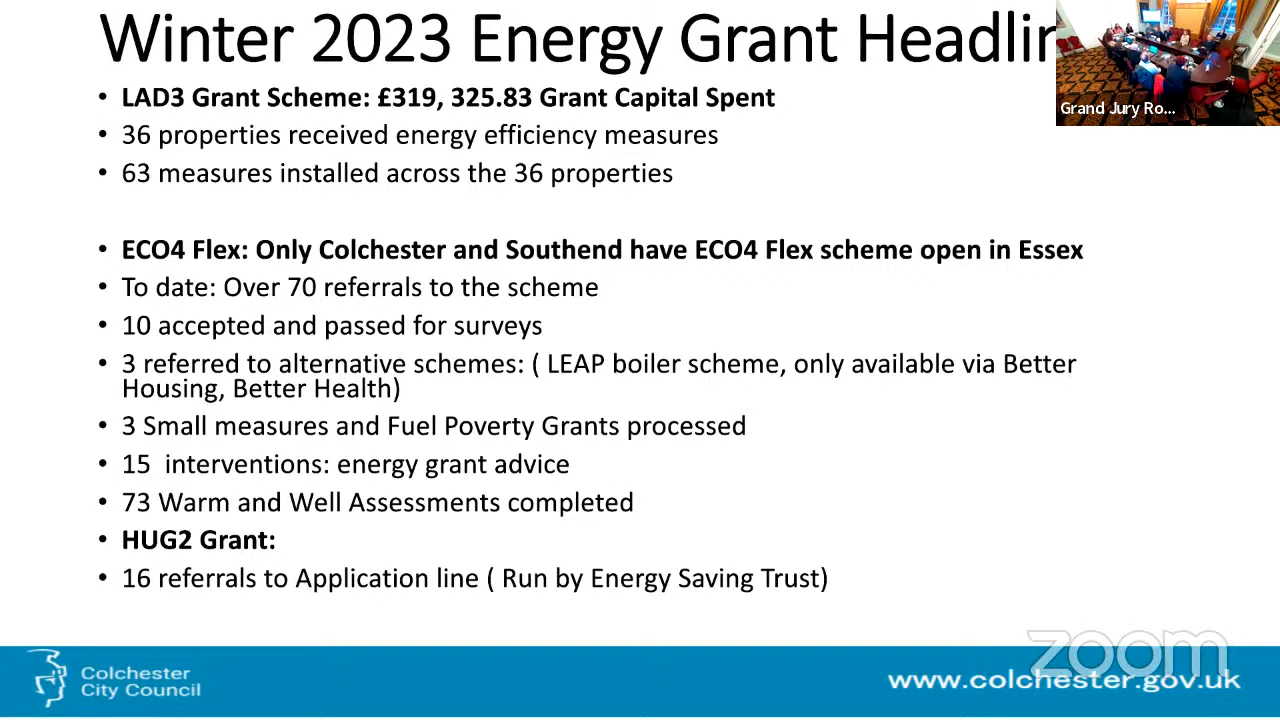 Winter 2023 Energy Grant Headlin
Grand Jury Ro...
• LAD3 Grant Scheme: £319, 325.83 Grant Capital Spent
• 36 properties received energy efficiency measures
• 63 measures installed across the 36 properties
• ECO4 Flex: Only Colchester and Southend have ECO4 Flex scheme open in Essex
• To date: Over 70 referrals to the scheme
• 10 accepted and passed for surveys
• 3 referred to alternative schemes: ( LEAP boiler scheme, only available via Better
Housing, Better Health)
• 3 Small measures and Fuel Poverty Grants processed
• 15 interventions: energy grant advice
• 73 Warm and Well Assessments completed
• HUG2 Grant:
• 16 referrals to Application line ( Run by Energy Saving Trust)
zoom
Colchester
City Council
www.colchester.gov.uk